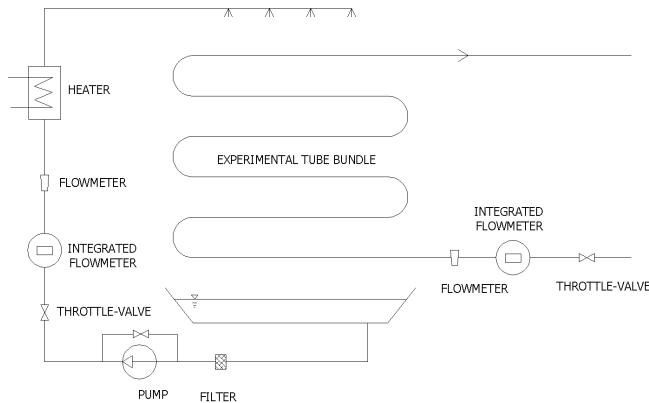 HEATER
EXPERIMENTAL TUBE BUNDLE
FLOWMETER
INTEGRATED
FLOWMETER
INTEGRATED
FLOWMETER
FLOWMETER
THROTTLE-VALVE
THROTTLE-VALVE
PUMP
FILTER